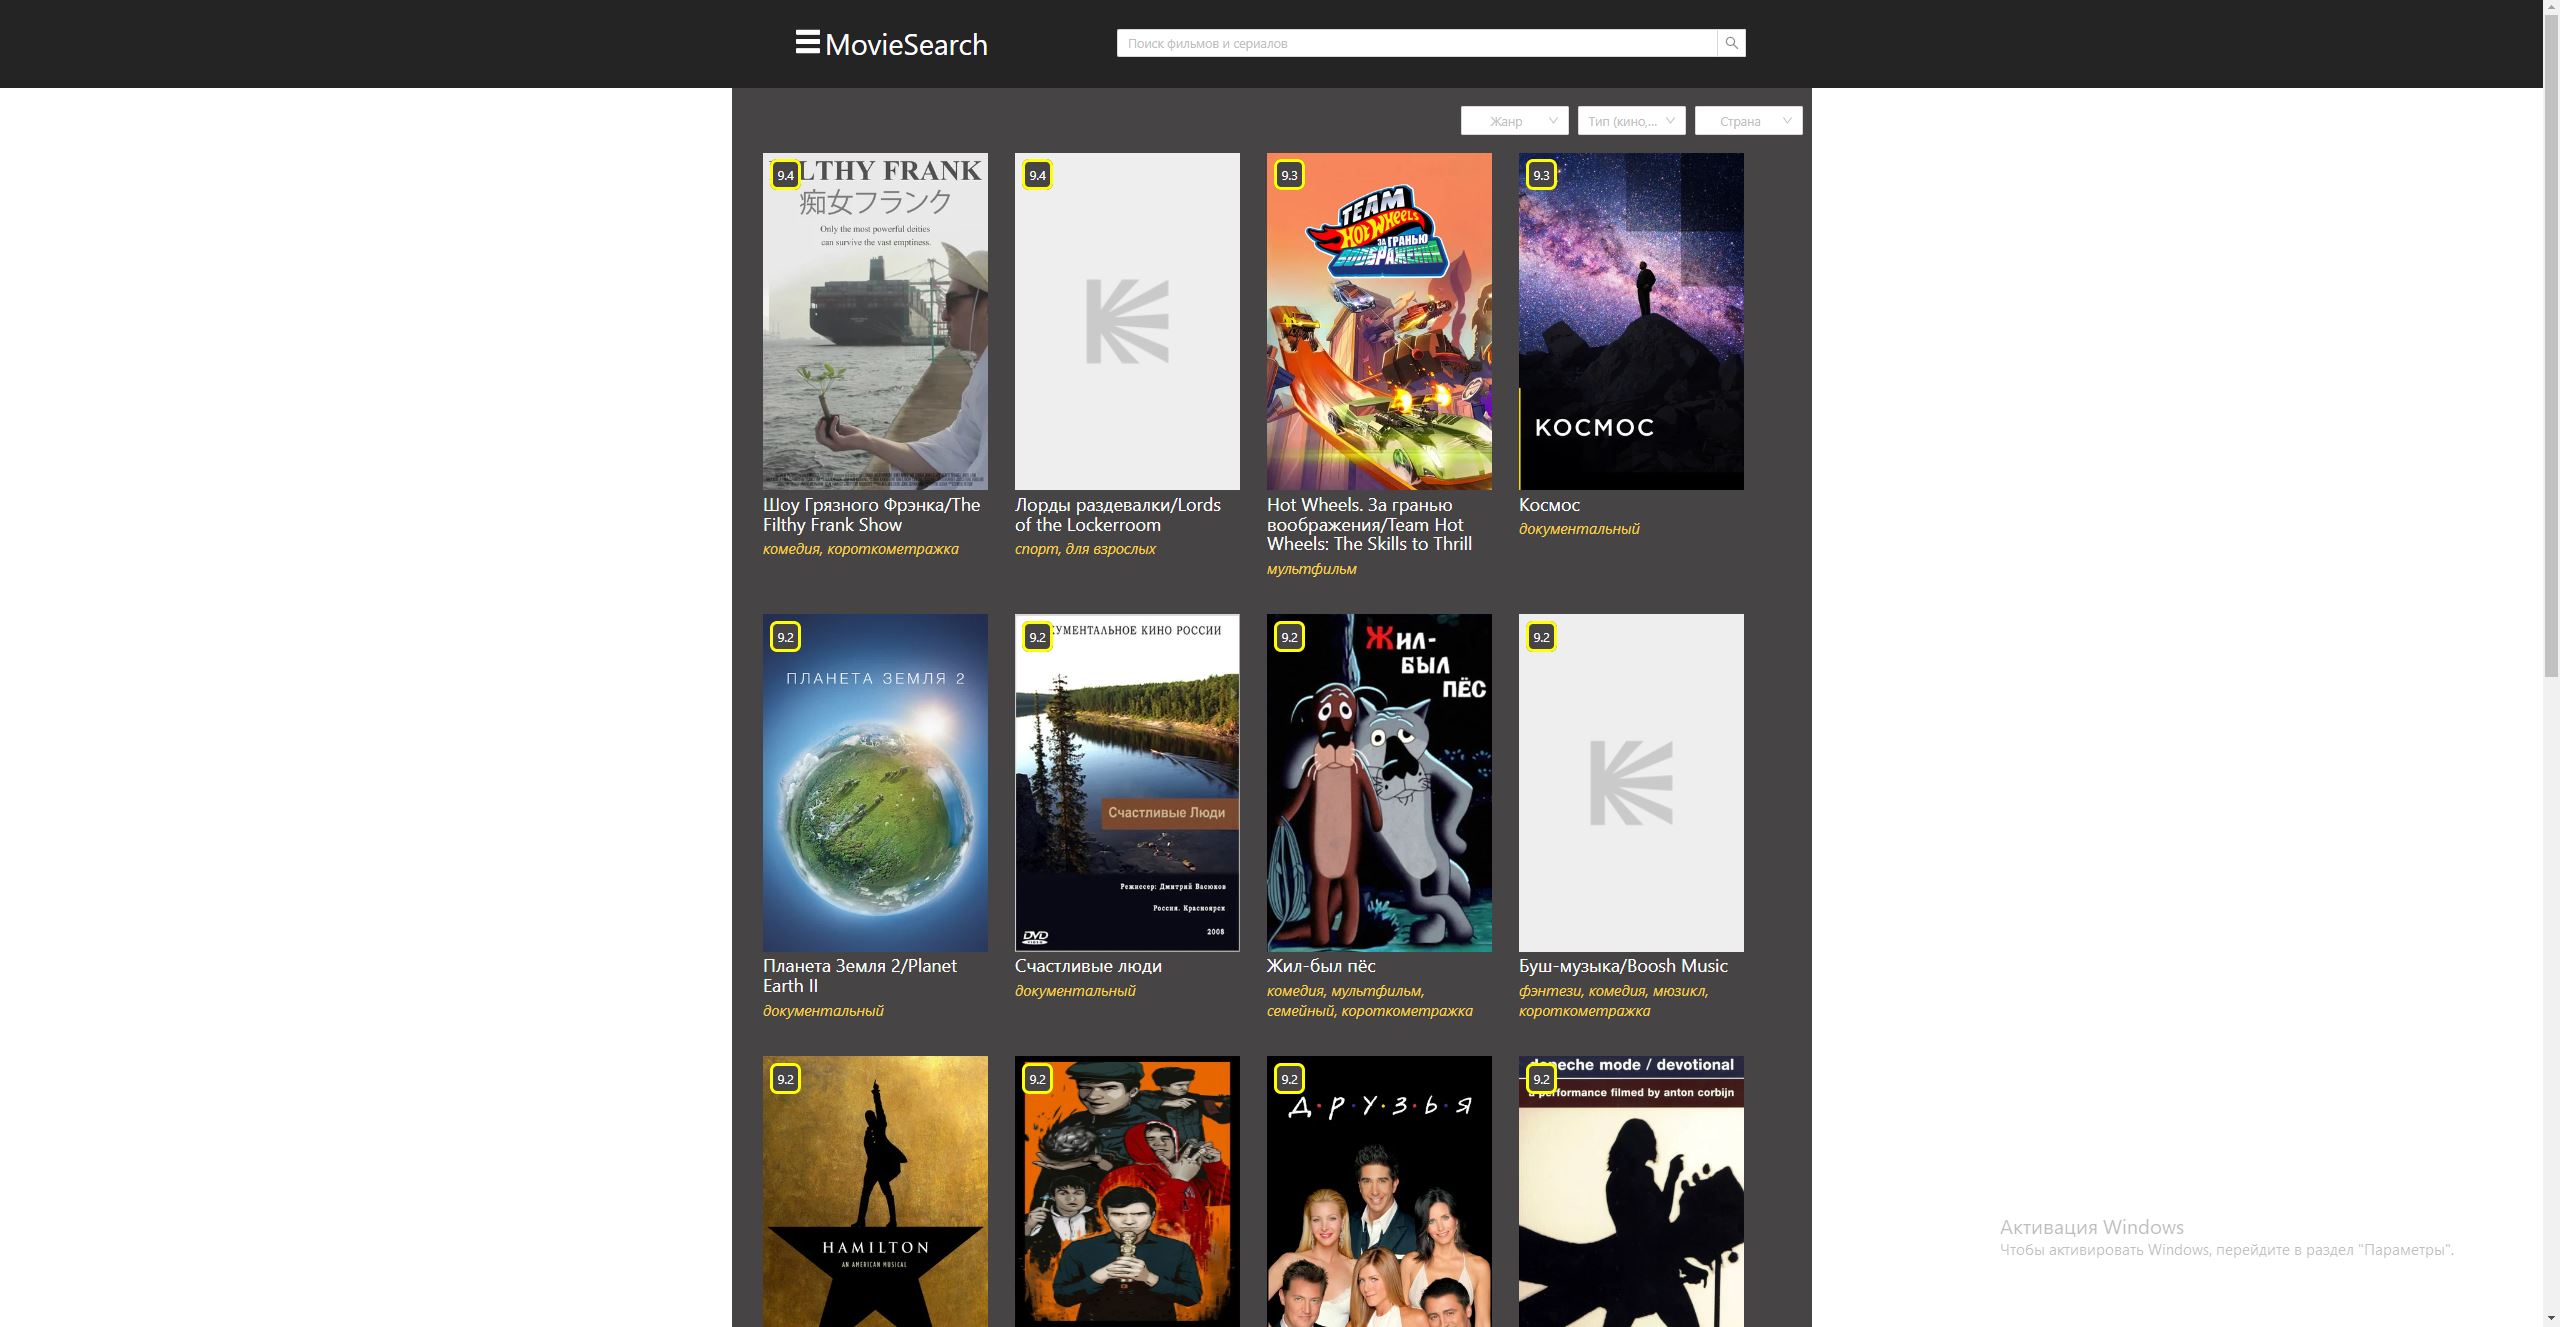 MovieSearch
Поиск фильмов и сериалов
Жанр
Тип (кино,...
Страна
9.4
LTHY FRANK
痴女フランク
Only the most powerful deities
can survive the vast emptiness.
Шоу Грязного Фрэнка/The
Filthy Frank Show
комедия, короткометражка
9.4
Лорды раздевалки/Lords
of the Lockerroom
спорт, для взрослых
9.3
TEAM
HOT WHEELS
ЗА ГРАНЬЮ
ВООБРАЖЕНИЯ
Hot Wheels. За гранью
воображения/Team Hot
Wheels: The Skills to Thrill
мультфильм
9.3
КОСМОС
Космос
документальный
9.2
ПЛАНЕТА ЗЕМЛЯ 2
Планета Земля 2/Planet
Earth II
документальный
9.2
КУМЕНТАЛЬНОЕ КИНО РОССИИ
Счастливые Люди
Режиссер: Дмитрий Васюков
Россия. Красноярск
2008
DVD
VIDEO
Счастливые люди
документальный
9.2
Жил-
был
пёс
Жил-был пёс
комедия, мультфильм,
семейный, короткометражка
9.2
Буш-музыка/Boosh Music
фэнтези, комедия, мюзикл,
короткометражка
9.2
HAMILTON
AN AMERICAN MUSICAL
9.2
9.2
Д·Р·У·З·Ь·Я
9.2
depeche mode / devotional
a performance filmed by anton corbijn
Активация Windows
Чтобы активировать Windows, перейдите в раздел "Параметры".